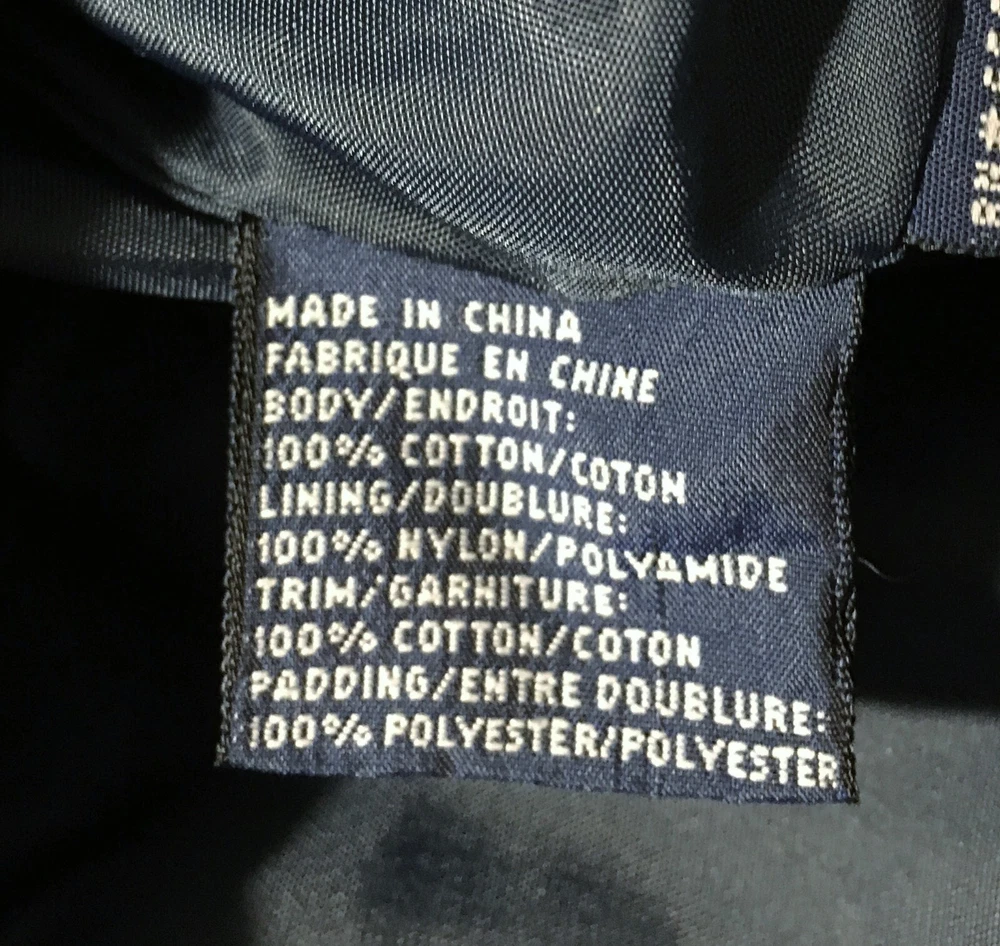 MADE IN CHINA
FABRIQUE EN CHINE
BODY/ENDROIT:
100% COTTON/COTON
LINING/DOUBLURE:
100% NYLON/POLYAMIDE
TRIM/GARNITURE:
100% COTTON/COTON
PADDING/ENTRE DOUBLURE:
100% POLYESTER/POLYESTER